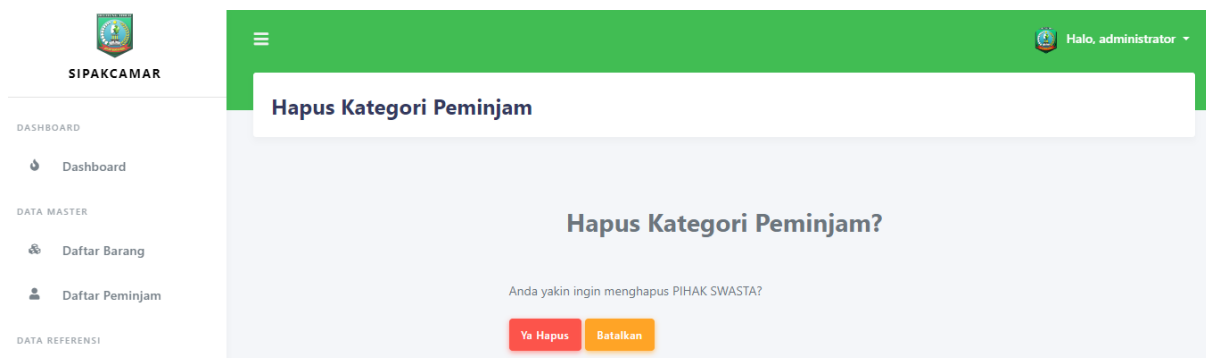 SIPAKCAMAR
DASHBOARD
Dashboard
DATA MASTER
Daftar Barang
Daftar Peminjam
DATA REFERENSI
Halo, administrator
Hapus Kategori Peminjam
Hapus Kategori Peminjam?
Anda yakin ingin menghapus PIHAK SWASTA?
Ya Hapus Batalkan